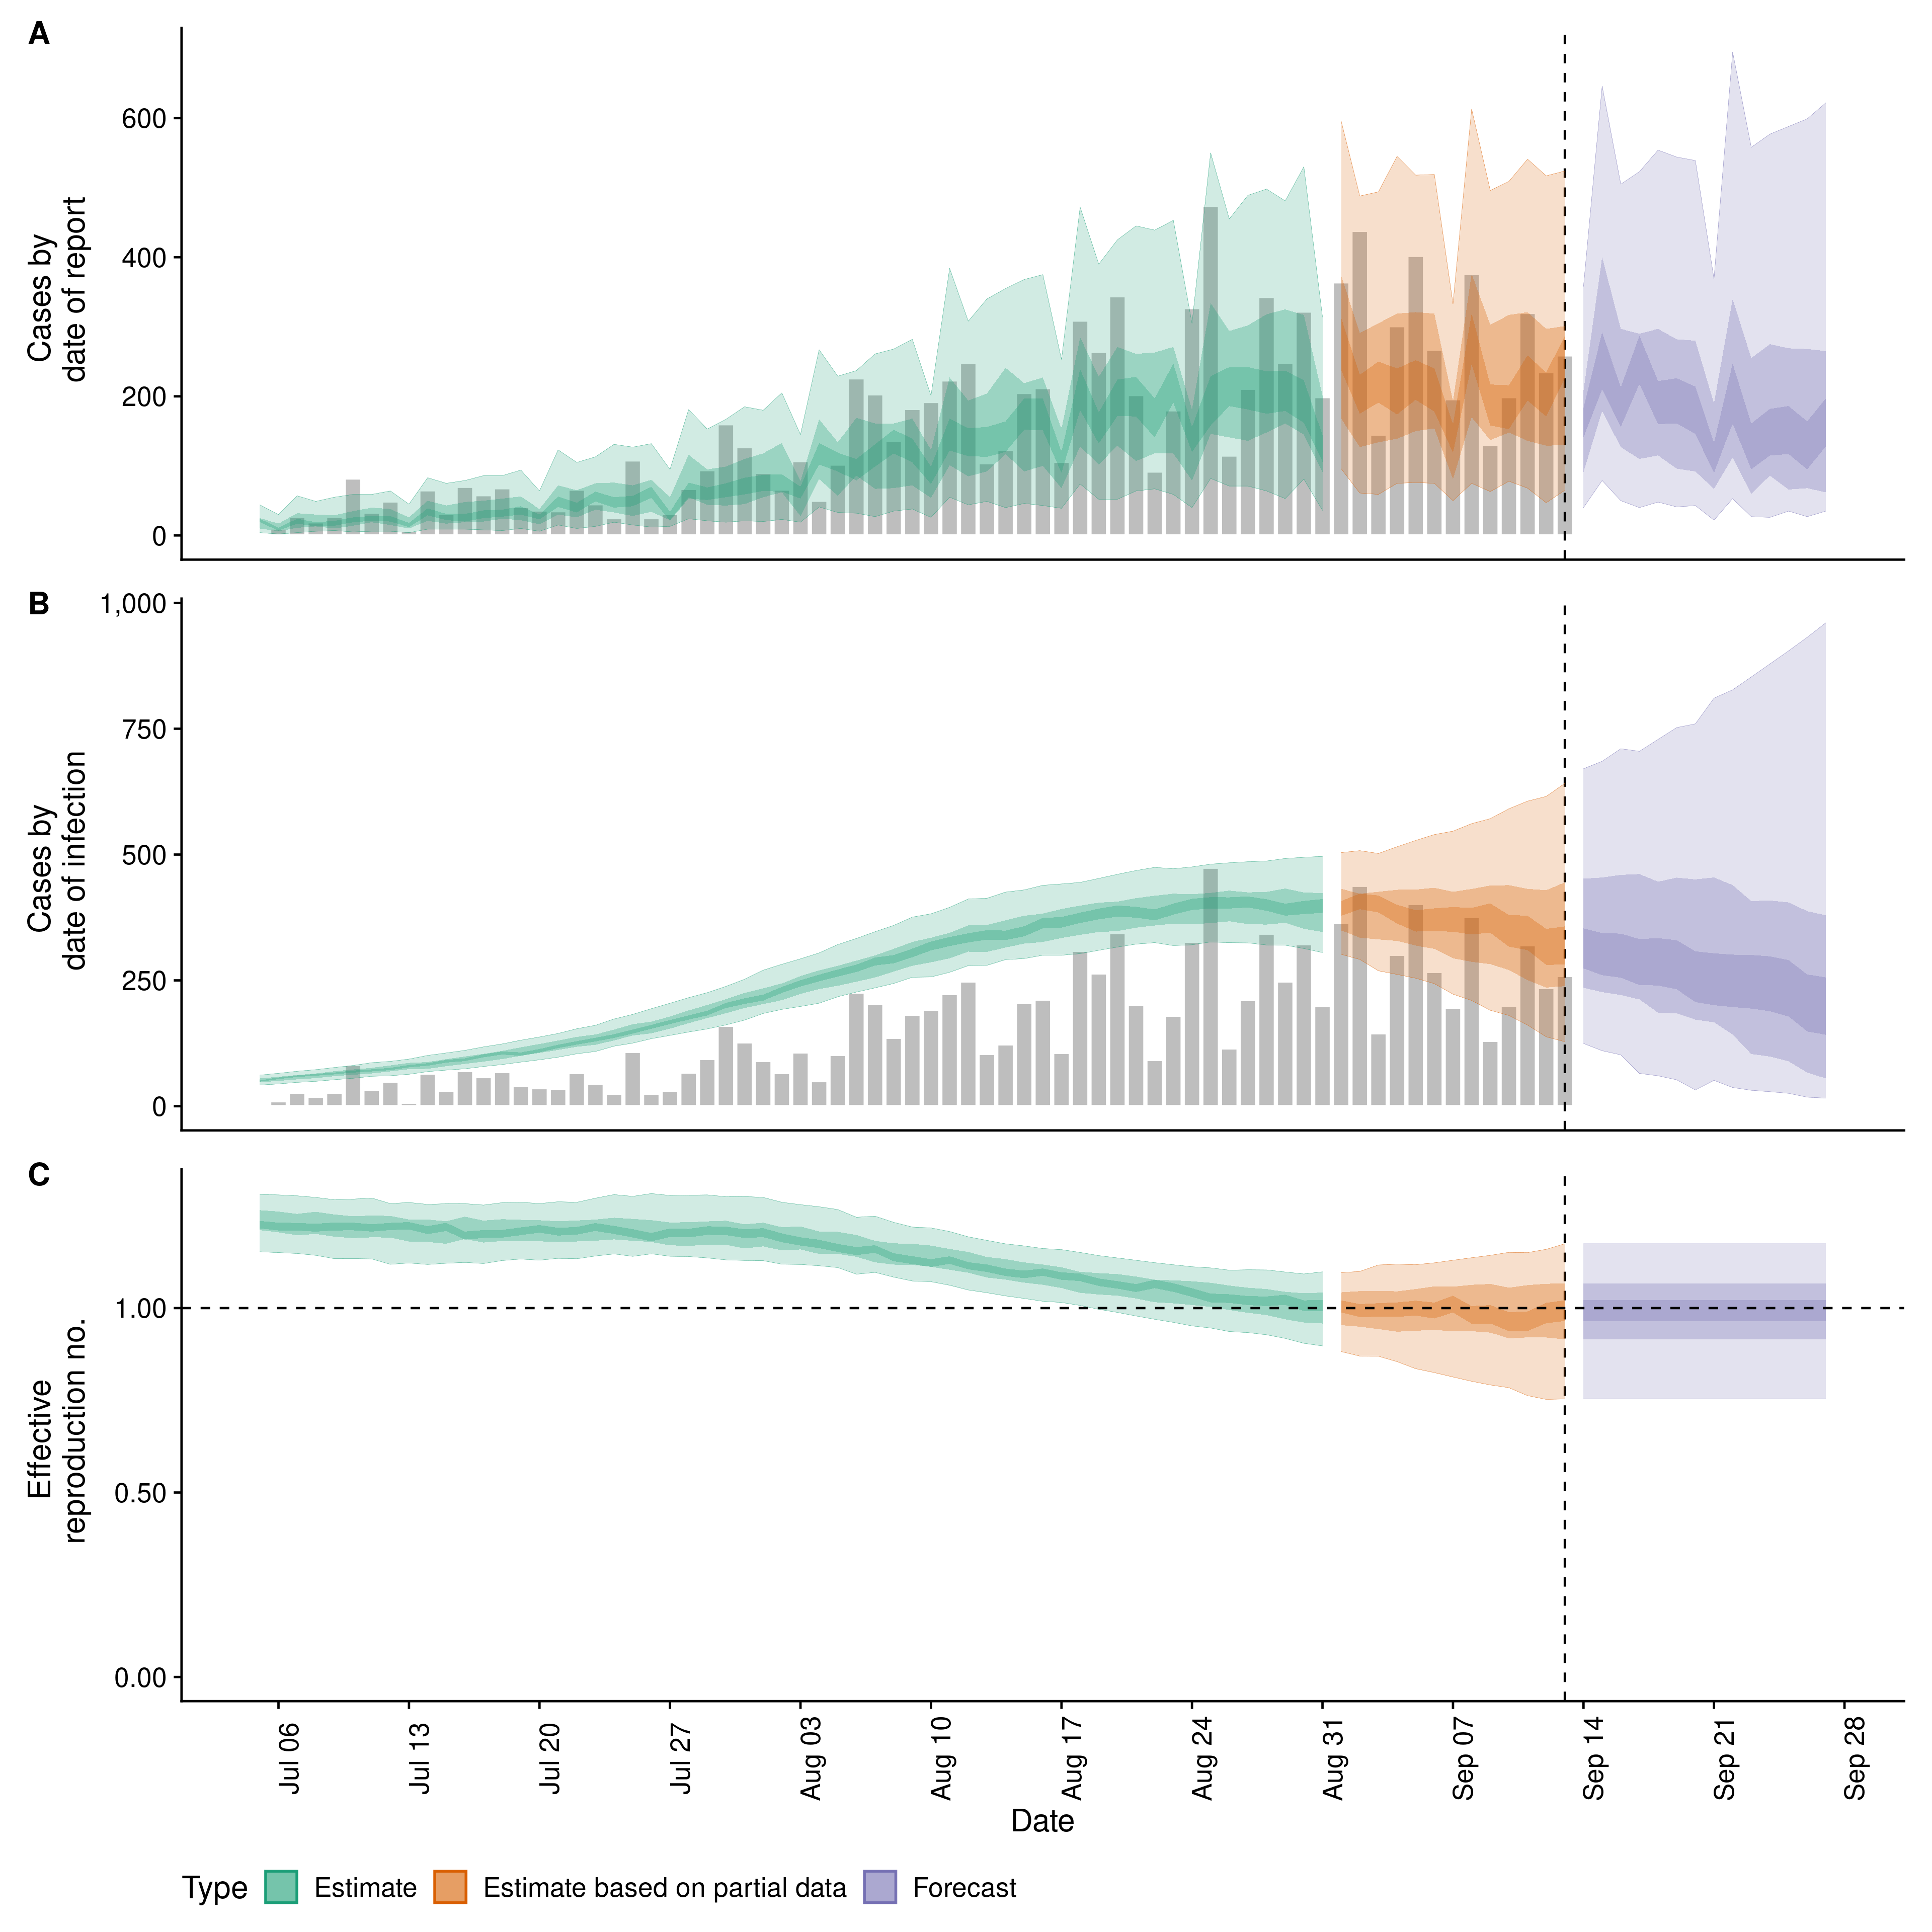 A
Cases by
date of report
600
400
200
0
B
Cases by
date of infection
1,000
750
500
250
0
C
Effective
reproduction no.
1.00
0.50
0.00
Jul 06
Jul 13
Jul 20
Jul 27
Aug 03
Aug 10
Aug 17
Aug 24
Aug 31
Sep 07
Sep 14
Sep 21
Sep 28
Date
Type Estimate Estimate based on partial data Forecast